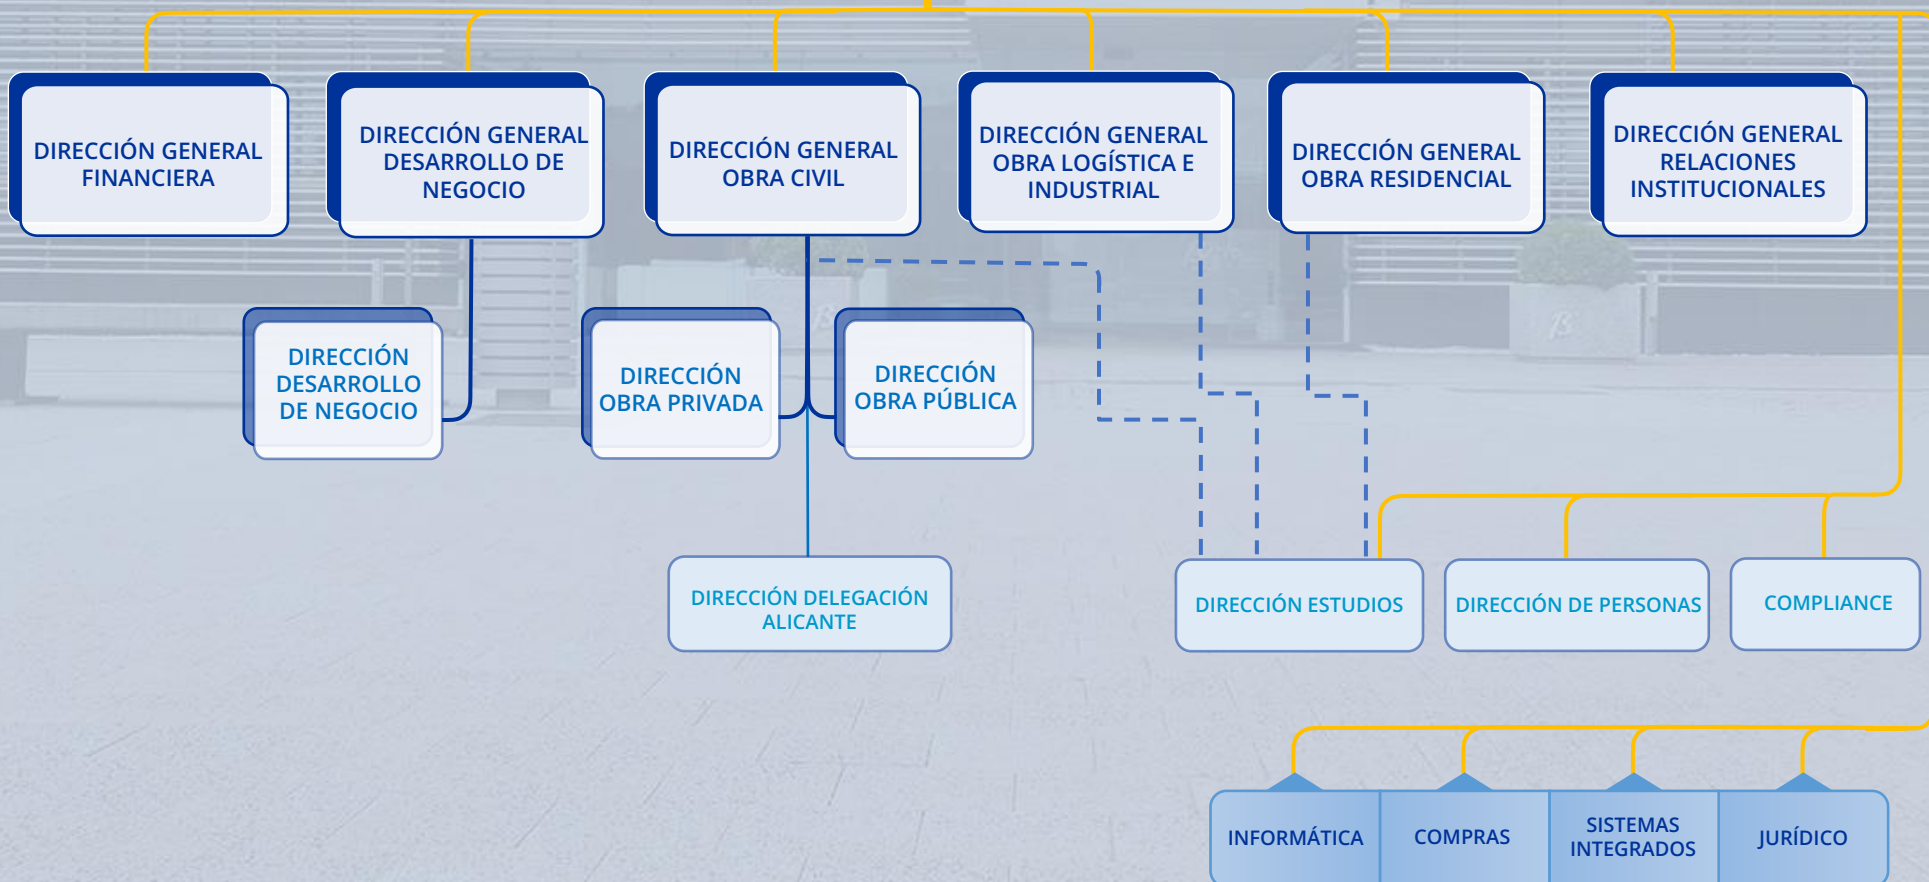 DIRECCIÓN GENERAL
FINANCIERA
DIRECCIÓN GENERAL
DESARROLLO DE
NEGOCIO
DIRECCIÓN GENERAL
OBRA CIVIL
DIRECCIÓN GENERAL
OBRA LOGÍSTICA E
INDUSTRIAL
DIRECCIÓN GENERAL
OBRA RESIDENCIAL
DIRECCIÓN GENERAL
RELACIONES
INSTITUCIONALES
DIRECCIÓN
DESARROLLO
DE NEGOCIO
DIRECCIÓN
OBRA PRIVADA
DIRECCIÓN
OBRA PÚBLICA
DIRECCIÓN DELEGACIÓN
ALICANTE
DIRECCIÓN ESTUDIOS
DIRECCIÓN DE PERSONAS
COMPLIANCE
INFORMÁTICA
COMPRAS
SISTEMAS
INTEGRADOS
JURÍDICO